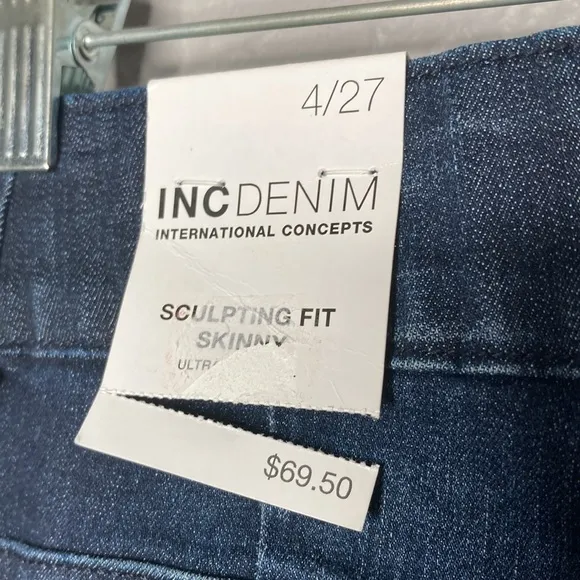 4/27
INCDENIM
INTERNATIONAL CONCEPTS
SCULPTING FIT
SKINNY
$69.50